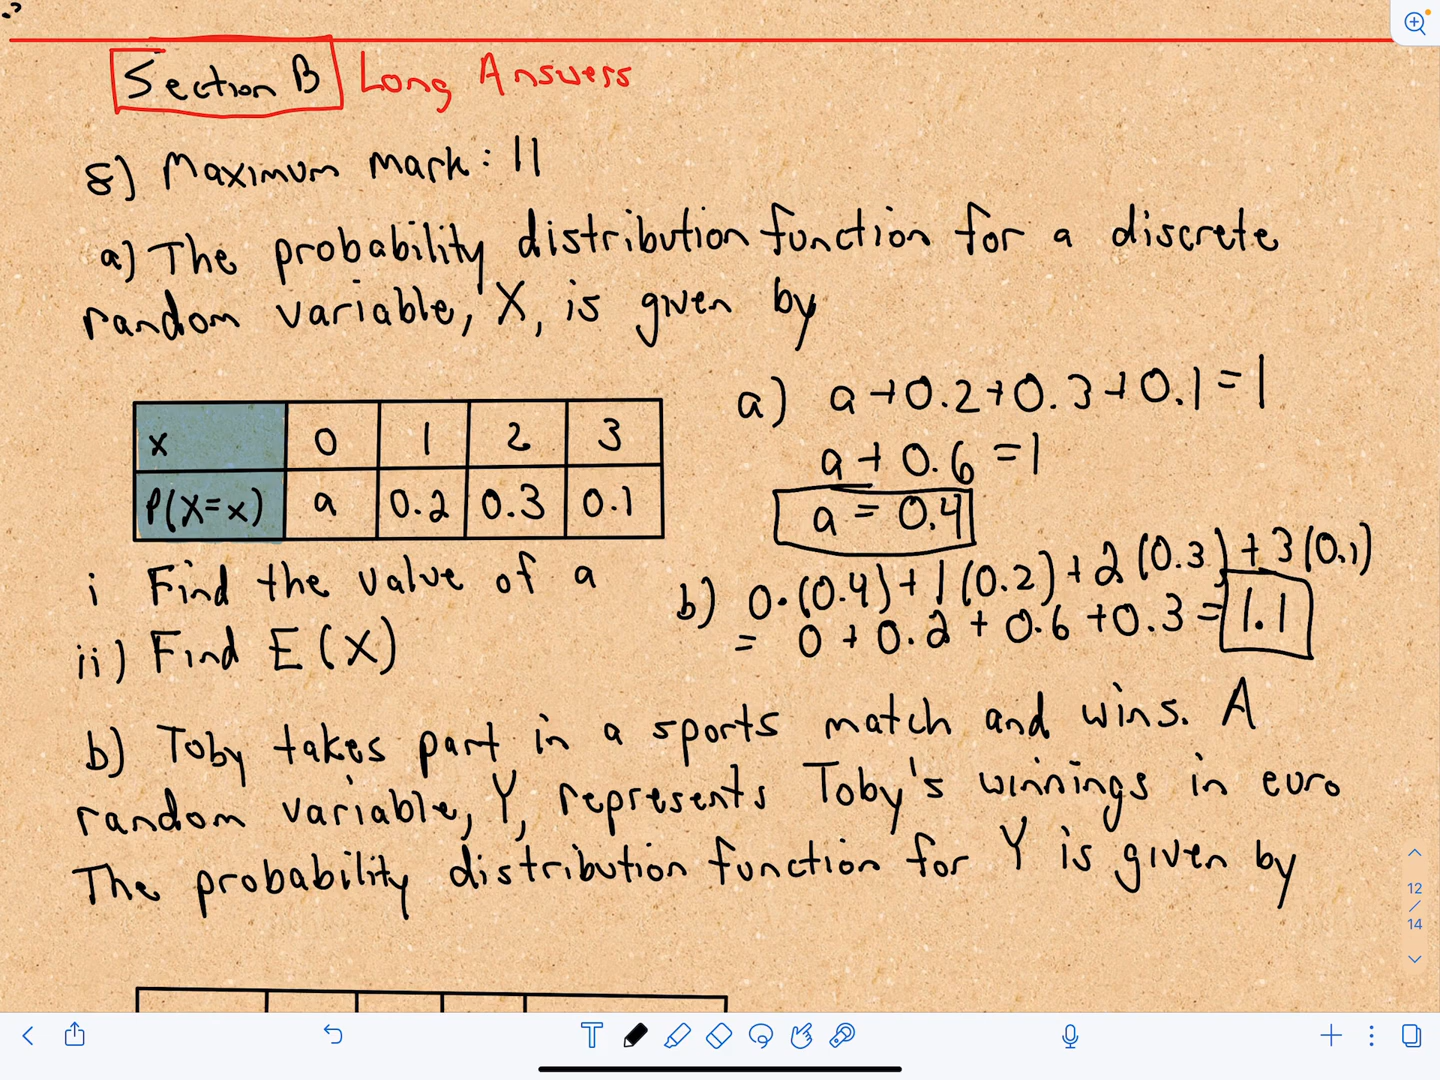 Section B Long Answers
8) Maximum mark: 11
a) The probability distribution function for a discrete
random variable, X, is given by
x 0 1 2 3
P(X=x) a 0.2 0.3 0.1
a) a+0.2+0.3+0.1=1
a+0.6=1
a=0.4
i Find the value of a
ii) Find E(X)
b) 0·(0.4)+1(0.2)+2(0.3)+3(0.1)
= 0+0.2+0.6+0.3=1.1
b) Toby takes part in a sports match and wins. A
random variable, Y, represents Toby's winnings in euro
The probability distribution function for Y is given by
12
/
14
T